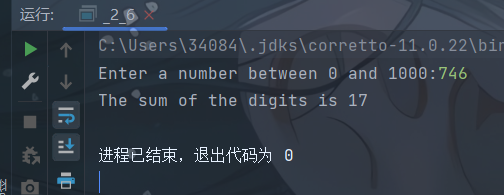 运行: _2_6
C:\Users\34084\.jdks\corretto-11.0.22\bin
Enter a number between 0 and 1000:746
The sum of the digits is 17
进程已结束，退出代码为 0